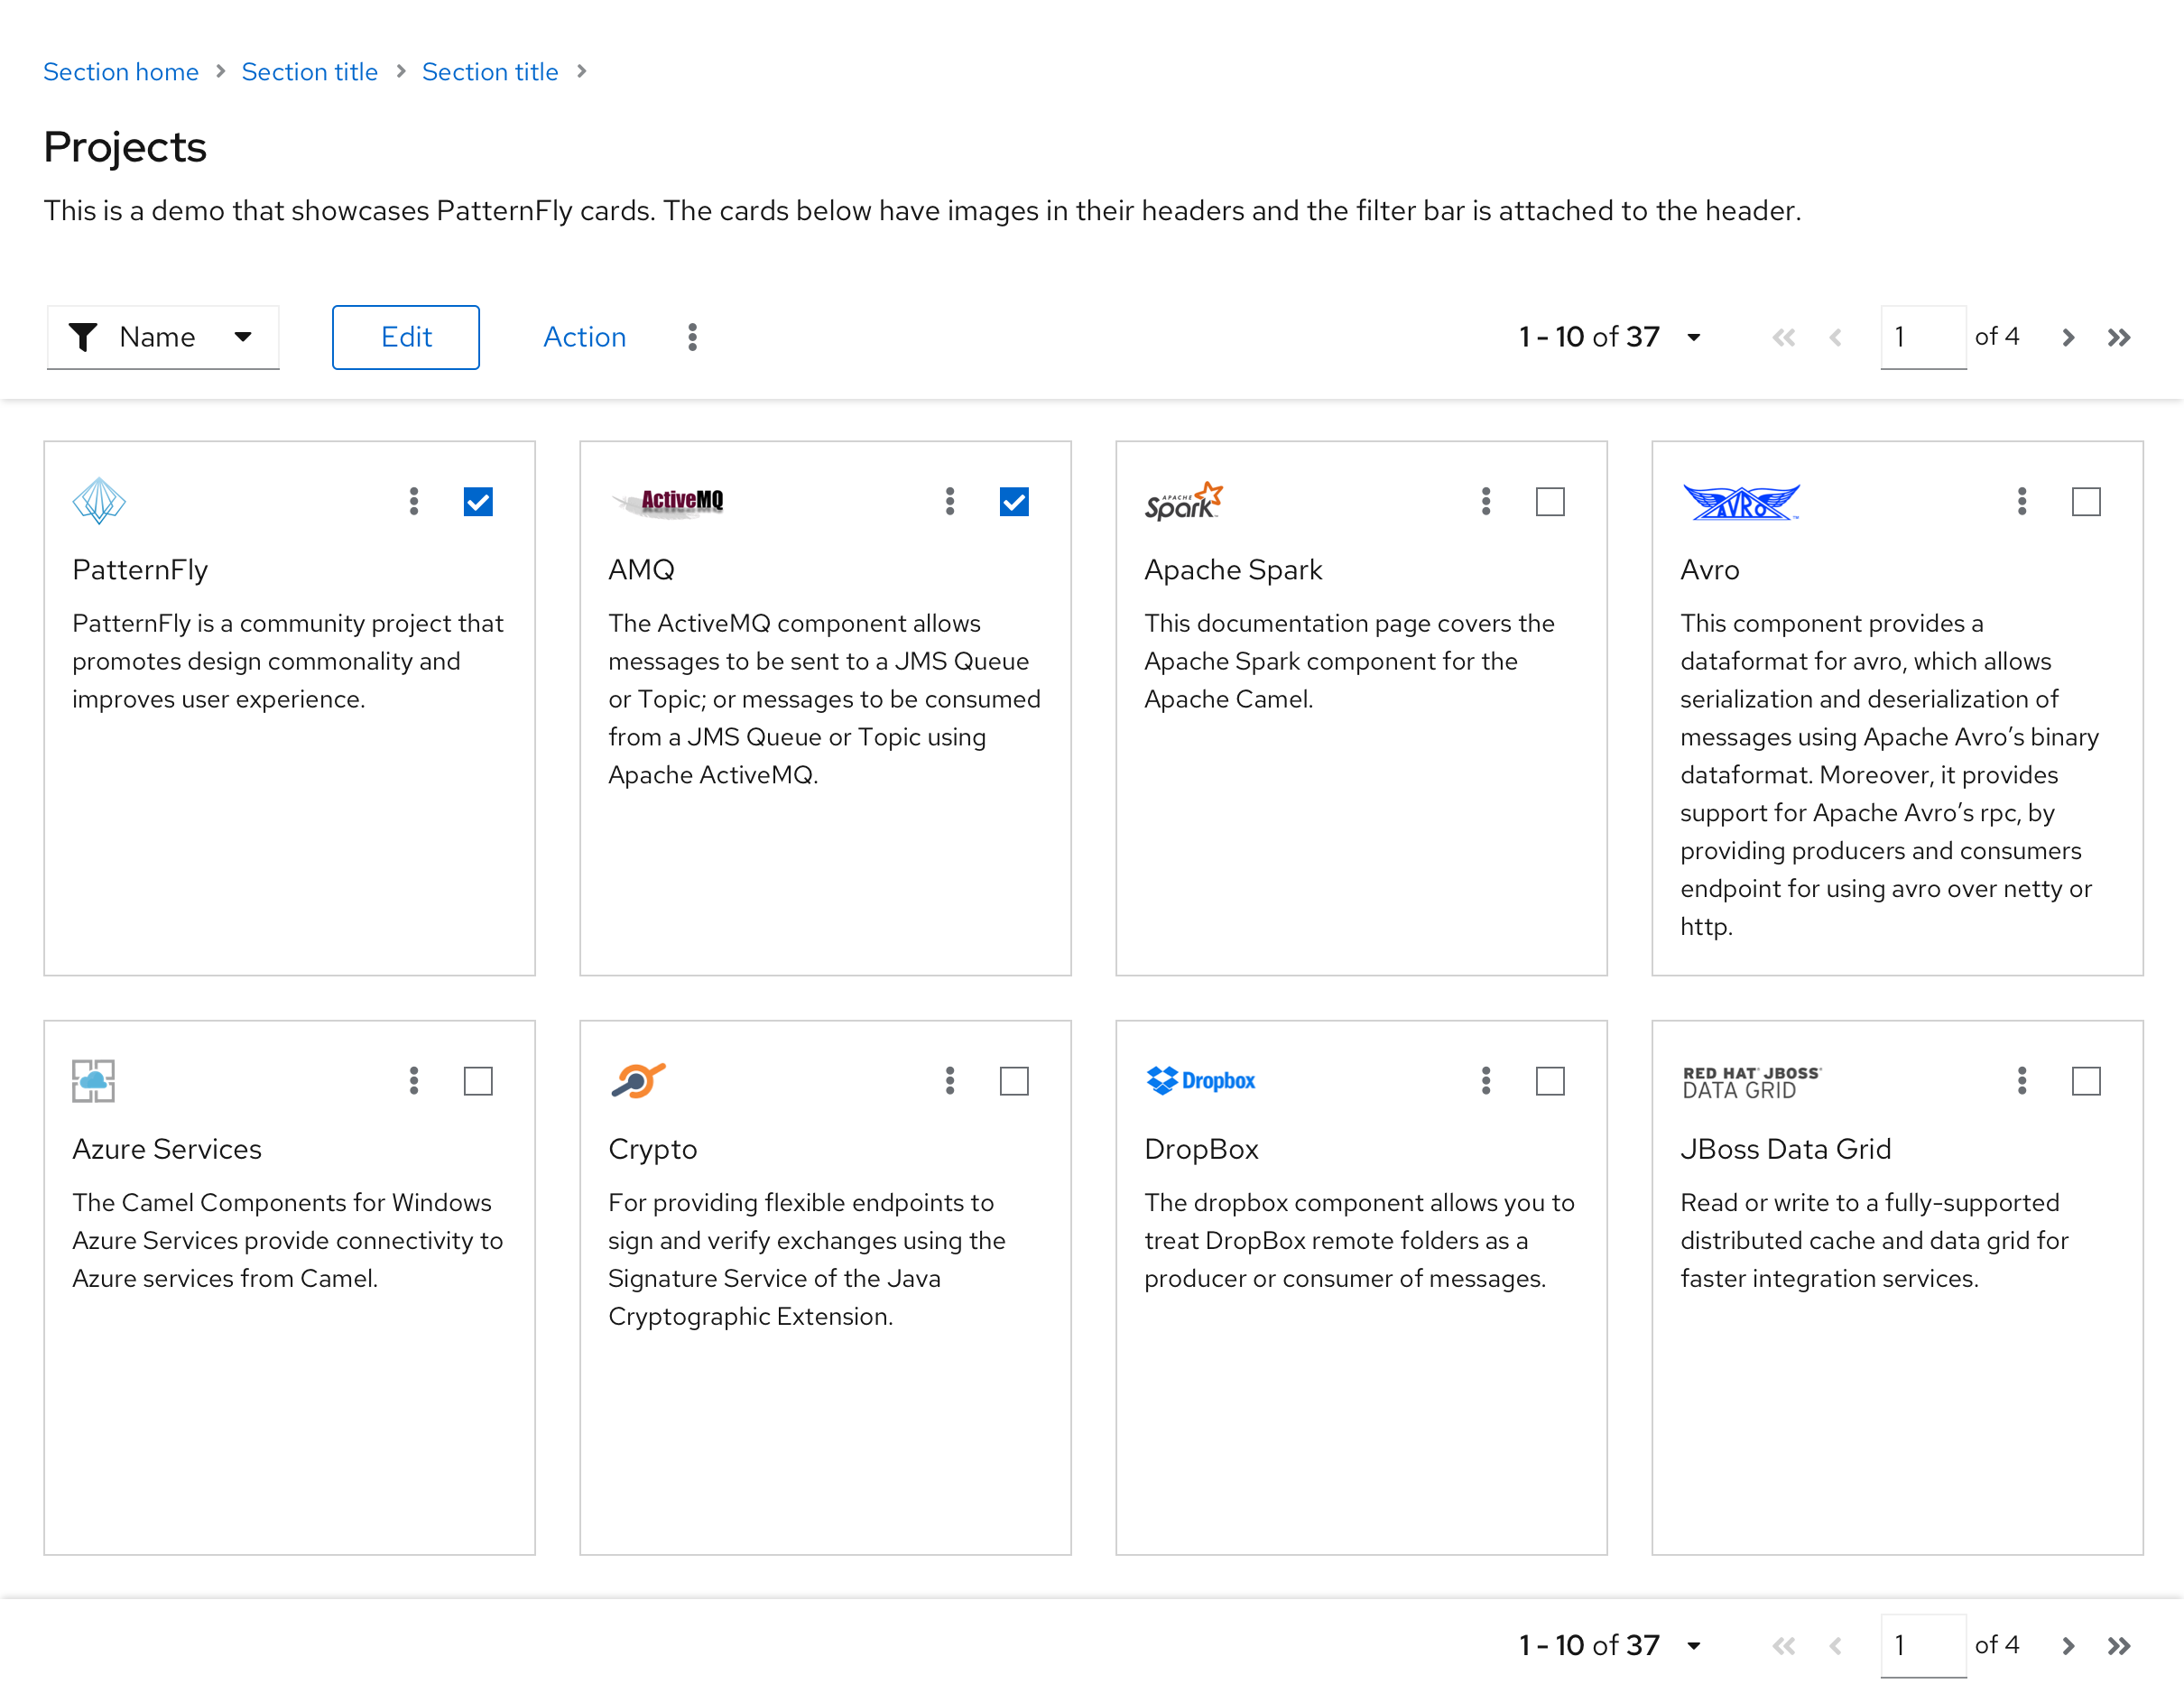 Section home Section title Section title
Projects
This is a demo that showcases PatternFly cards. The cards below have images in their headers and the filter bar is attached to the header.
Name Edit Action 1 - 10 of 37 1 of 4
PatternFly
PatternFly is a community project that
promotes design commonality and
improves user experience.
ActiveMQ
AMQ
The ActiveMQ component allows
messages to be sent to a JMS Queue
or Topic; or messages to be consumed
from a JMS Queue or Topic using
Apache ActiveMQ.
APACHE
Spark
Apache Spark
This documentation page covers the
Apache Spark component for the
Apache Camel.
AVRO
Avro
This component provides a
dataformat for avro, which allows
serialization and deserialization of
messages using Apache Avro’s binary
dataformat. Moreover, it provides
support for Apache Avro’s rpc, by
providing producers and consumers
endpoint for using avro over netty or
http.
Azure Services
The Camel Components for Windows
Azure Services provide connectivity to
Azure services from Camel.
Crypto
For providing flexible endpoints to
sign and verify exchanges using the
Signature Service of the Java
Cryptographic Extension.
Dropbox
DropBox
The dropbox component allows you to
treat DropBox remote folders as a
producer or consumer of messages.
RED HAT JBOSS
DATA GRID
JBoss Data Grid
Read or write to a fully-supported
distributed cache and data grid for
faster integration services.
1 - 10 of 37 1 of 4